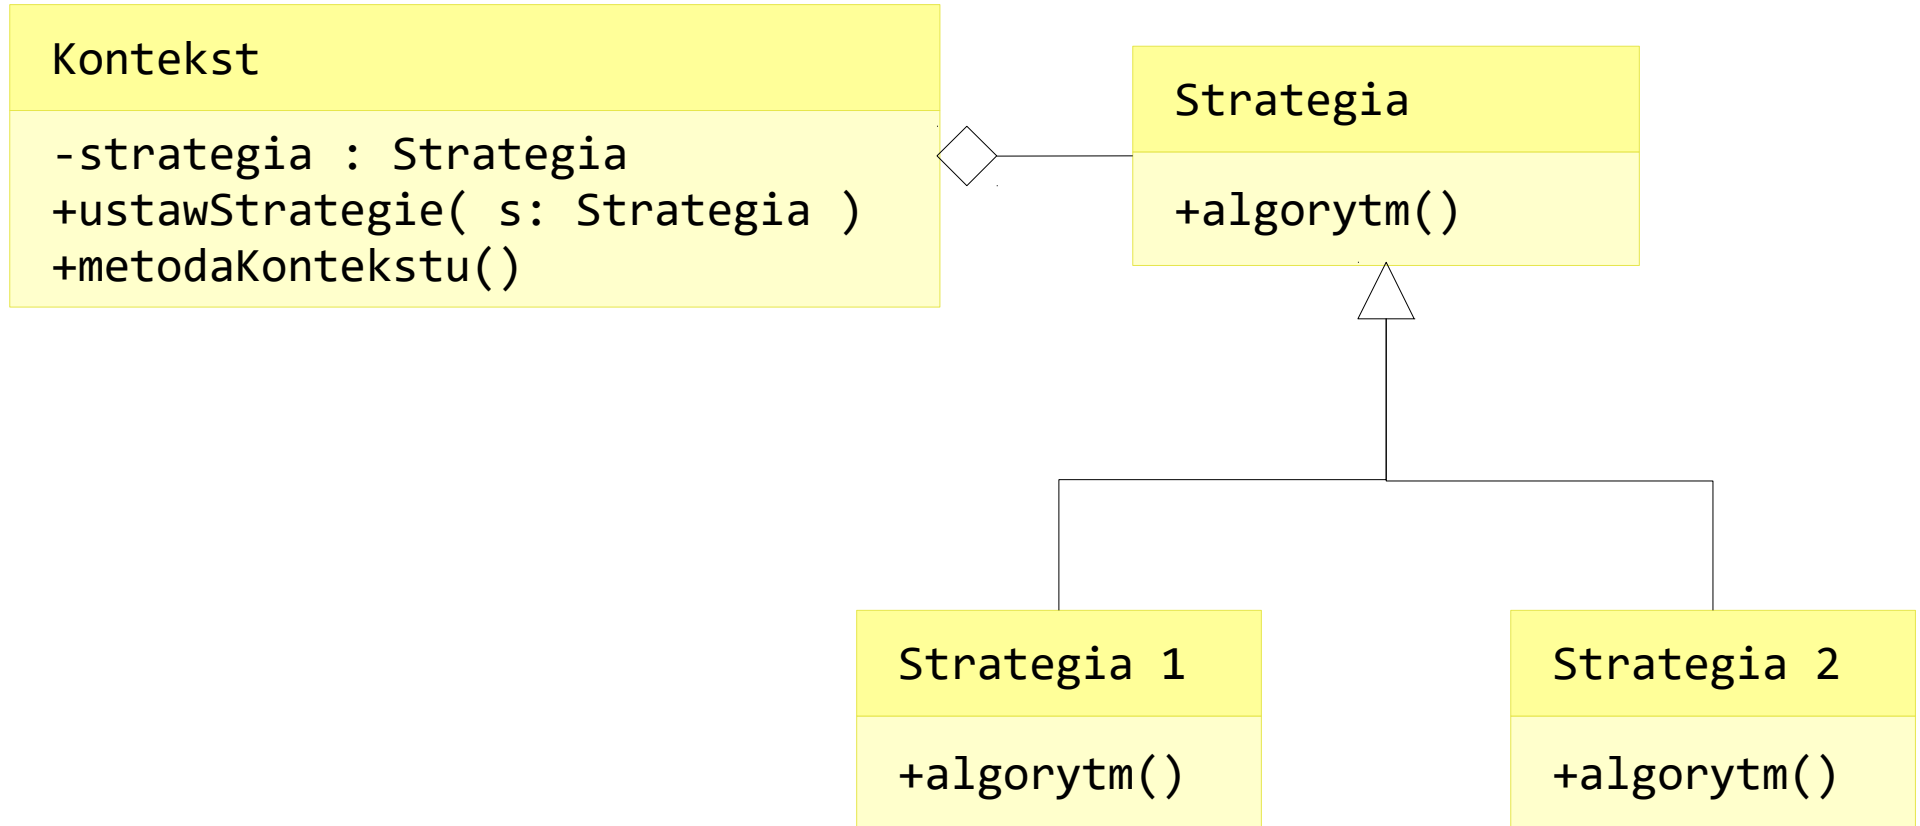 Kontekst
-strategia : Strategia
+ustawStrategie( s: Strategia )
+metodaKontekstu()
Strategia
+algorytm()
Strategia 1
+algorytm()
Strategia 2
+algorytm()